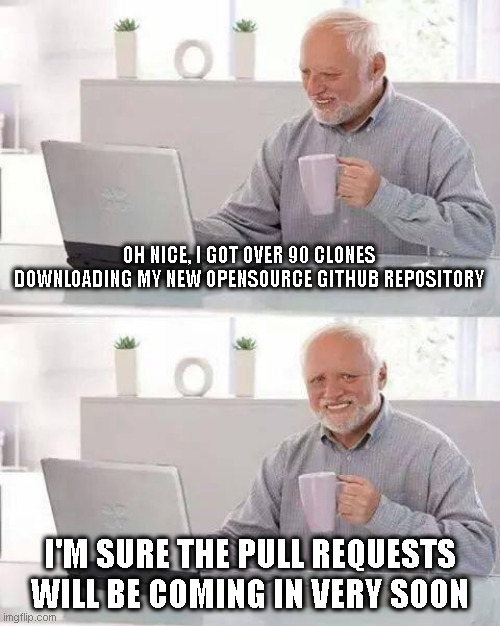 OH NICE, I GOT OVER 90 CLONES
DOWNLOADING MY NEW OPENSOURCE GITHUB REPOSITORY
I'M SURE THE PULL REQUESTS
WILL BE COMING IN VERY SOON
imgflip.com